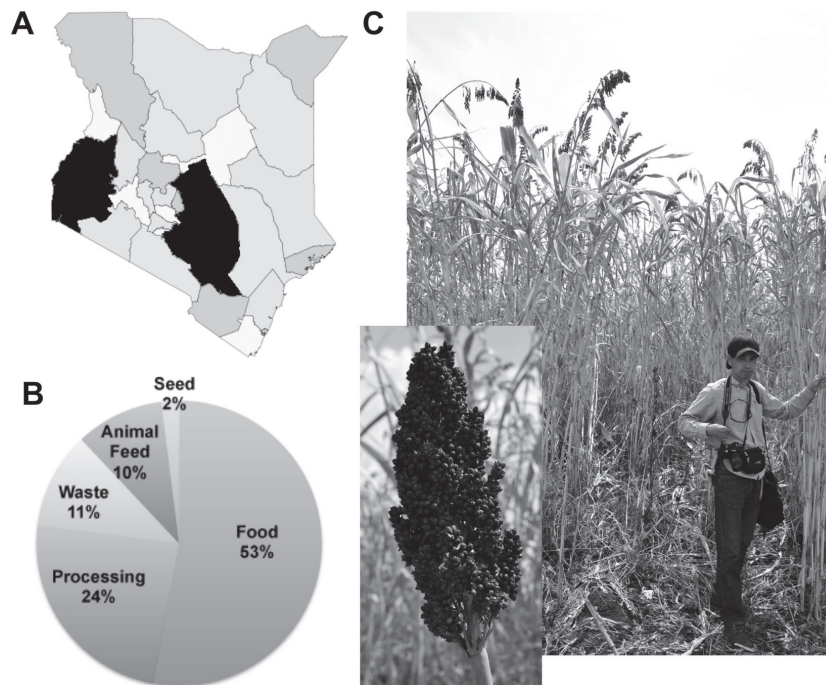 A
C
B
Seed
2%
Animal
Feed
10%
Waste
11%
Food
53%
Processing
24%